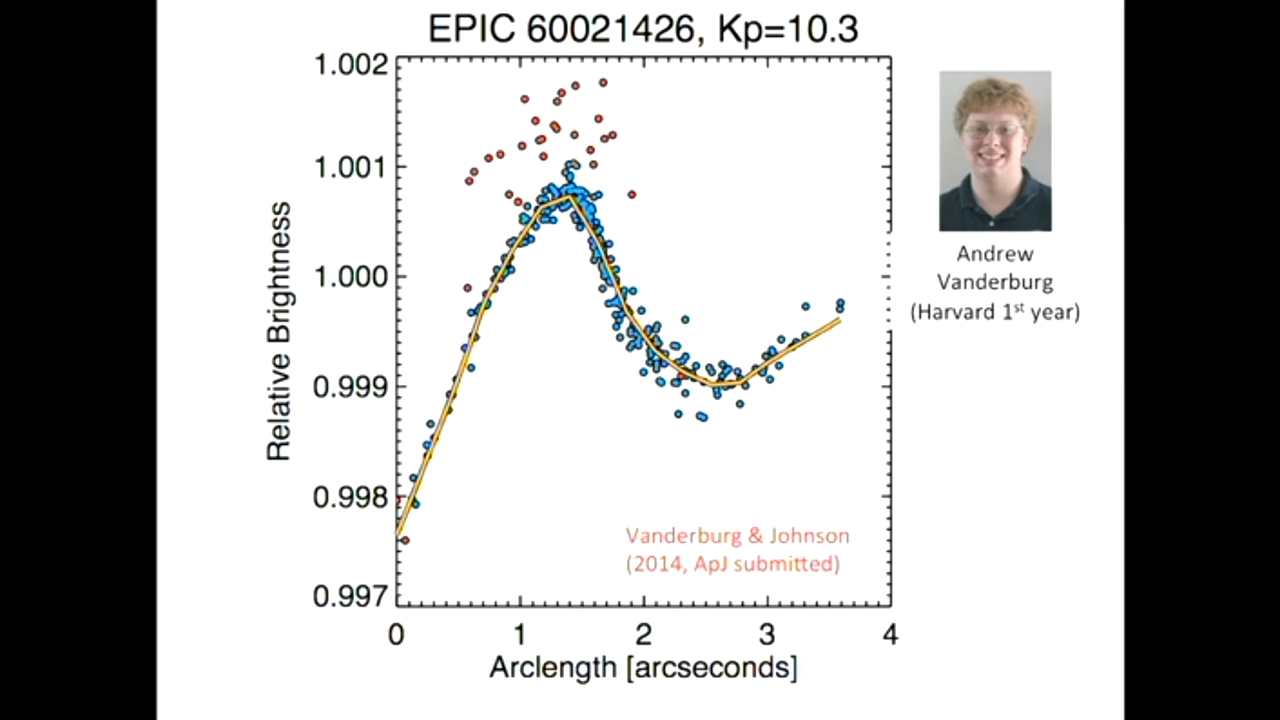 EPIC 60021426, Kp=10.3
1.002
1.001
1.000
0.999
0.998
0.997
Relative Brightness
0 1 2 3 4
Arclength [arcseconds]
Vanderburg & Johnson
(2014, ApJ submitted)
Andrew
Vanderburg
(Harvard 1st year)